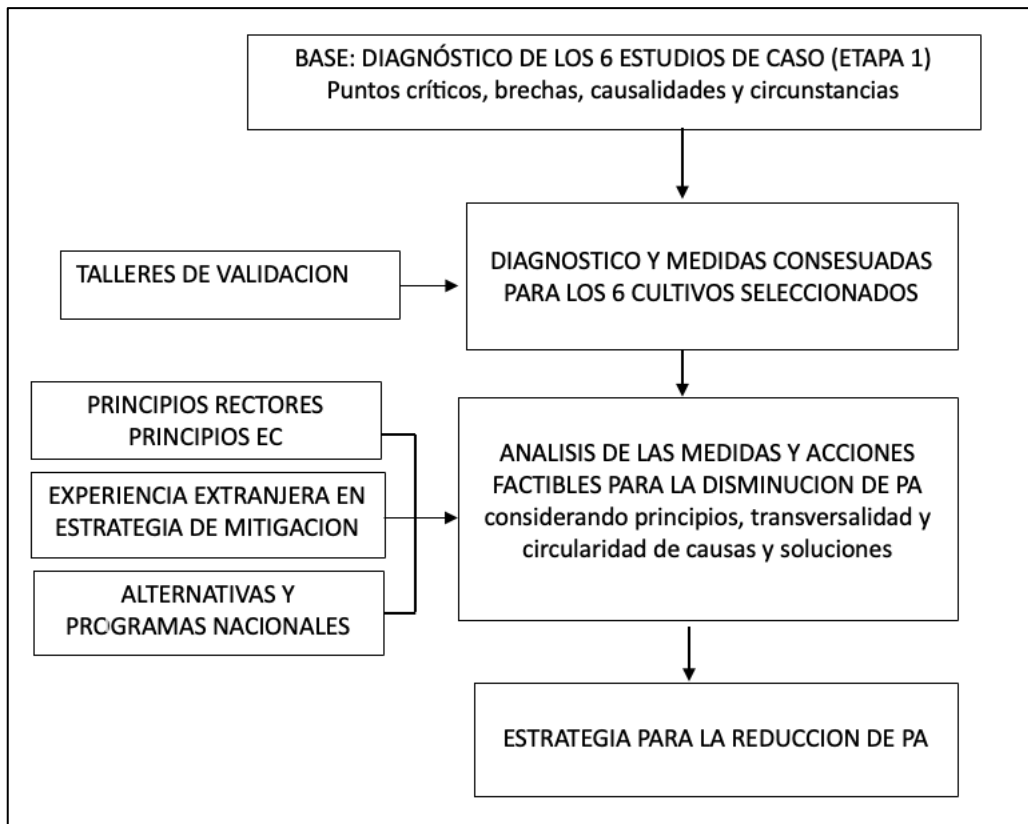 BASE: DIAGNÓSTICO DE LOS 6 ESTUDIOS DE CASO (ETAPA 1)
Puntos críticos, brechas, causalidades y circunstancias
TALLERES DE VALIDACION
DIAGNOSTICO Y MEDIDAS CONSESUADAS
PARA LOS 6 CULTIVOS SELECCIONADOS
PRINCIPIOS RECTORES
PRINCIPIOS EC
EXPERIENCIA EXTRANJERA EN
ESTRATEGIA DE MITIGACION
ALTERNATIVAS Y
PROGRAMAS NACIONALES
ANALISIS DE LAS MEDIDAS Y ACCIONES
FACTIBLES PARA LA DISMINUCION DE PA
considerando principios, transversalidad y
circularidad de causas y soluciones
ESTRATEGIA PARA LA REDUCCION DE PA